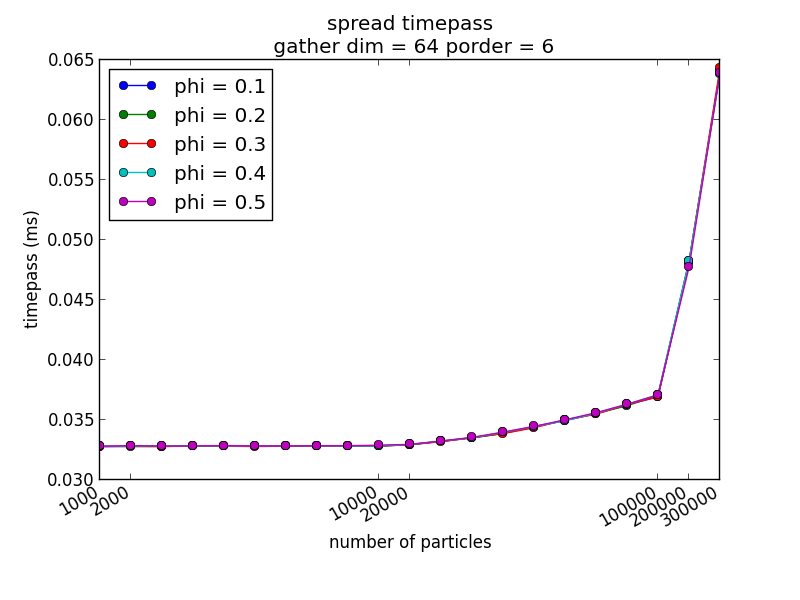 spread timepass
gather dim = 64 porder = 6
0.065
0.060
0.055
0.050
0.045
0.040
0.035
0.030
timepass (ms)
phi = 0.1
phi = 0.2
phi = 0.3
phi = 0.4
phi = 0.5
1000
2000
10000
20000
100000
200000
300000
number of particles